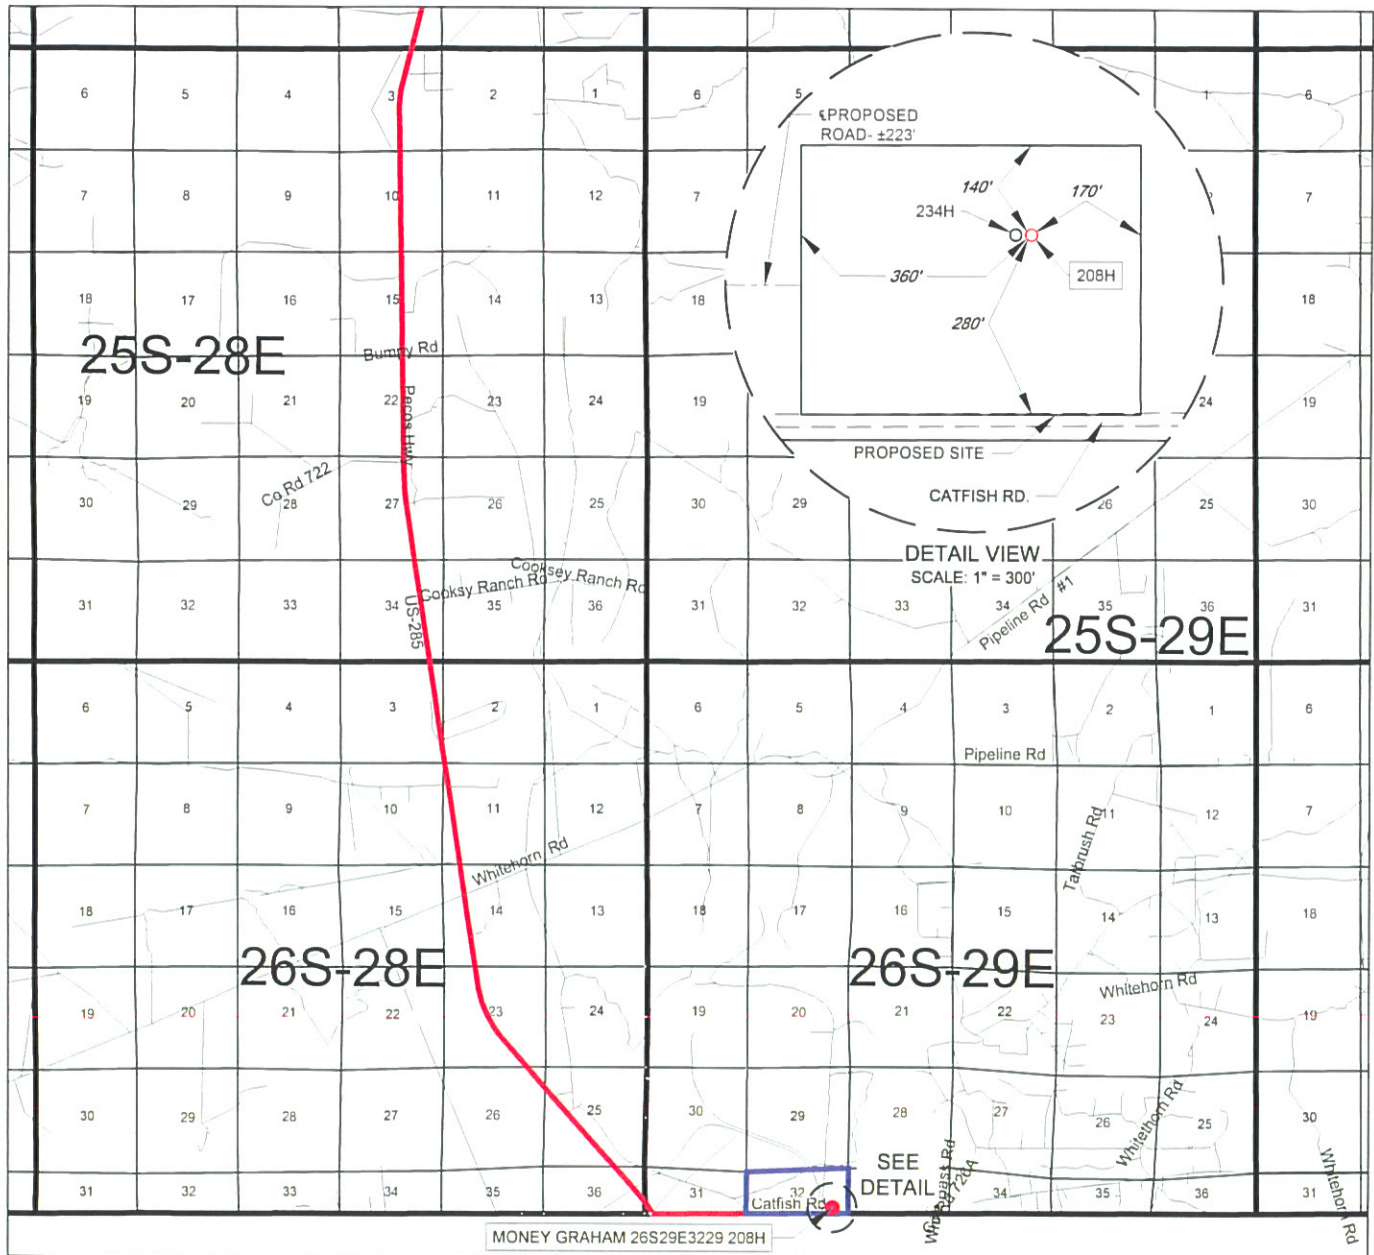 6 5 4 3 2 1 6 5 1 6
℄PROPOSED
ROAD- ±223'
7 8 9 10 11 12 7 7
140'
170'
234H
360'
208H
280'
18 17 16 15 14 13 18 18
25S-28E
Bumpy Rd
19 20 21 22 23 24 19 24 19
Pecos Hwy
PROPOSED SITE
CATFISH RD.
Co Rd 722
30 29 28 27 26 25 30 29 26 25 30
DETAIL VIEW
SCALE: 1" = 300'
Cooksy Ranch Rd
Cooksey Ranch Rd
31 32 33 34 35 36 31 32 33 34 35 36 31
US-285
Pipeline Rd #1
25S-29E
6 5 4 3 2 1 6 5 4 3 2 1 6
Pipeline Rd
7 8 9 10 11 12 7 8 9 10 11 12 7
Whitehorn Rd
Tarbrush Rd
18 17 16 15 14 13 18 17 16 15 14 13 18
26S-28E
26S-29E
Whitehorn Rd
19 20 21 22 23 24 19 20 21 22 23 24 19
30 29 28 27 26 25 30 29 28 27 26 25 30
Whitethorn Rd
Whitehorn Rd
SEE
DETAIL
31 32 33 34 35 36 31 32 34 35 36 31
Catfish Rd
MONEY GRAHAM 26S29E3229 208H